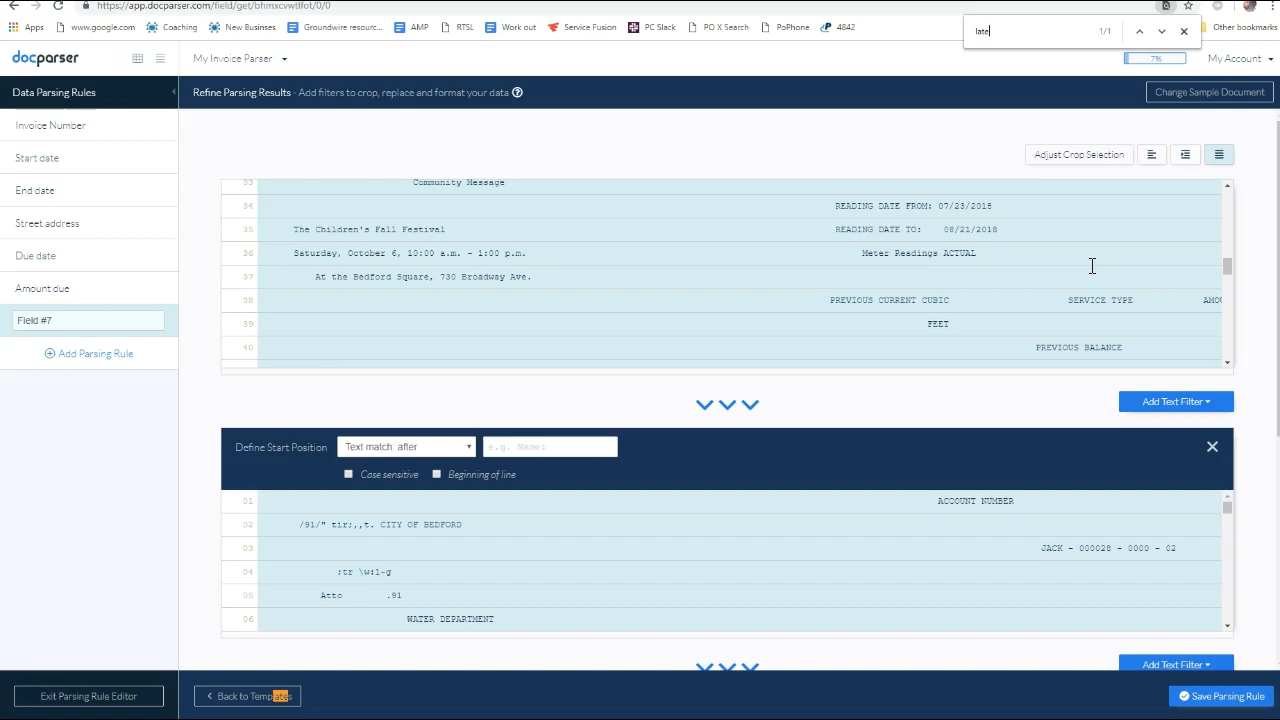 https://app.docparser.com/field/get/bhmxcvwtlfot/0/0
late
1/1
Apps
www.google.com
Coaching
New Business
Groundwire resourc...
AMP
RTSL
Work out
Service Fusion
PC Slack
PO X Search
PoPhone
4842
Other bookmarks
docparser
My Invoice Parser
7%
My Account
Data Parsing Rules
Refine Parsing Results - Add filters to crop, replace and format your data
Change Sample Document
Invoice Number
Start date
End date
Street address
Due date
Amount due
Field #7
Add Parsing Rule
Adjust Crop Selection
33 Community Message
34 READING DATE FROM: 07/23/2018
35 The Children's Fall Festival READING DATE TO: 08/21/2018
36 Saturday, October 6, 10:00 a.m. - 1:00 p.m. Meter Readings ACTUAL
37 At the Bedford Square, 730 Broadway Ave.
38 PREVIOUS CURRENT CUBIC SERVICE TYPE AMOU
39 FEET
40 PREVIOUS BALANCE
Add Text Filter
Define Start Position
Text match: after
e.g. Name:
Case sensitive
Beginning of line
01 ACCOUNT NUMBER
02 /91/" tir;,,t. CITY OF BEDFORD
03 JACK - 000028 - 0000 - 02
04 ;tr \w:l-g
05 Attc .91
06 WATER DEPARTMENT
Add Text Filter
Exit Parsing Rule Editor
Back to Templates
Save Parsing Rule